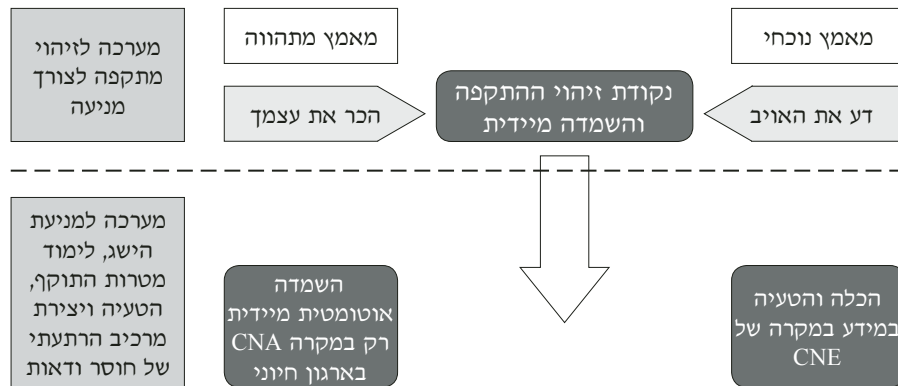 מאמץ נוכחי
מאמץ מתהווה
מערכה לזיהוי
מתקפה לצורך
מניעה
דע את האויב
נקודת זיהוי ההתקפה
והשמדה מיידית
הכר את עצמך
מערכה למניעת
הישג, לימוד
מטרות התוקף,
הטעיה ויצירת
מרכיב הרתעתי
של חוסר ודאות
הכלה והטעיה
במידע במקרה של
CNE
השמדה
אוטומטית מיידית
רק במקרה CNA
בארגון חיוני